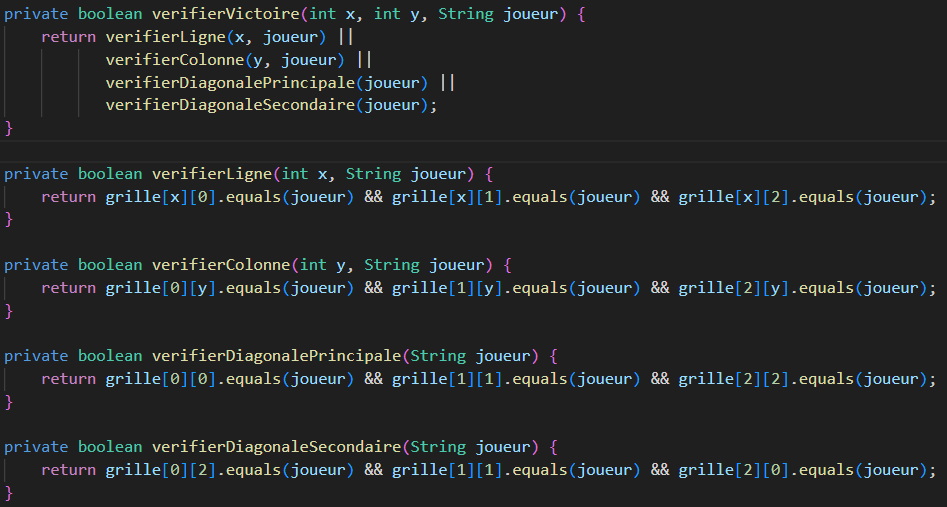 private boolean verifierVictoire(int x, int y, String joueur) {
    return verifierLigne(x, joueur) ||
           verifierColonne(y, joueur) ||
           verifierDiagonalePrincipale(joueur) ||
           verifierDiagonaleSecondaire(joueur);
}

private boolean verifierLigne(int x, String joueur) {
    return grille[x][0].equals(joueur) && grille[x][1].equals(joueur) && grille[x][2].equals(joueur);
}

private boolean verifierColonne(int y, String joueur) {
    return grille[0][y].equals(joueur) && grille[1][y].equals(joueur) && grille[2][y].equals(joueur);
}

private boolean verifierDiagonalePrincipale(String joueur) {
    return grille[0][0].equals(joueur) && grille[1][1].equals(joueur) && grille[2][2].equals(joueur);
}

private boolean verifierDiagonaleSecondaire(String joueur) {
    return grille[0][2].equals(joueur) && grille[1][1].equals(joueur) && grille[2][0].equals(joueur);
}